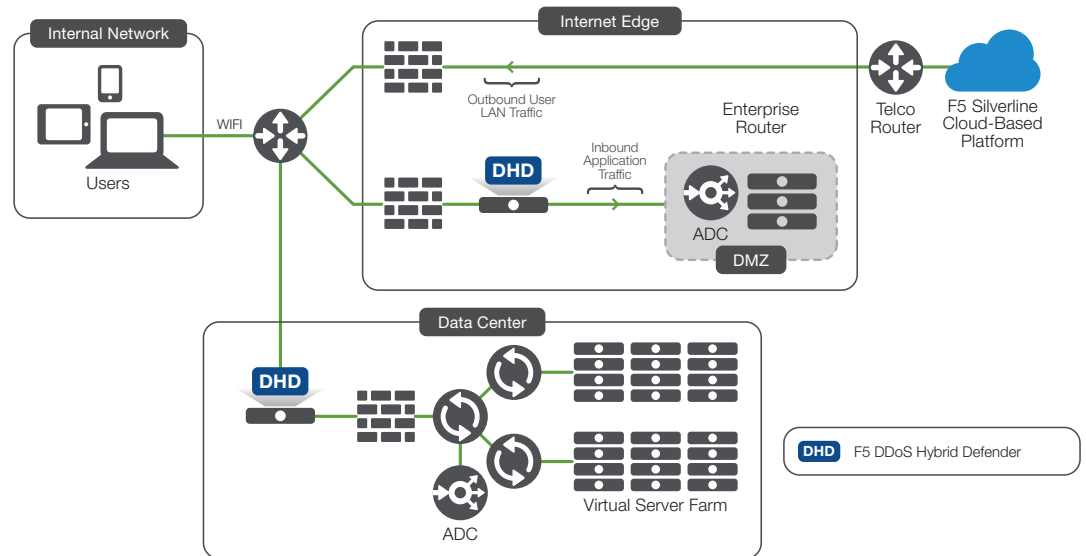 Internal Network
Users
WIFI
Internet Edge
Outbound User
LAN Traffic
Telco
Router
F5 Silverline
Cloud-Based
Platform
DHD
Inbound
Application
Traffic
Enterprise
Router
ADC
DMZ
Data Center
DHD
ADC
Virtual Server Farm
DHD F5 DDoS Hybrid Defender